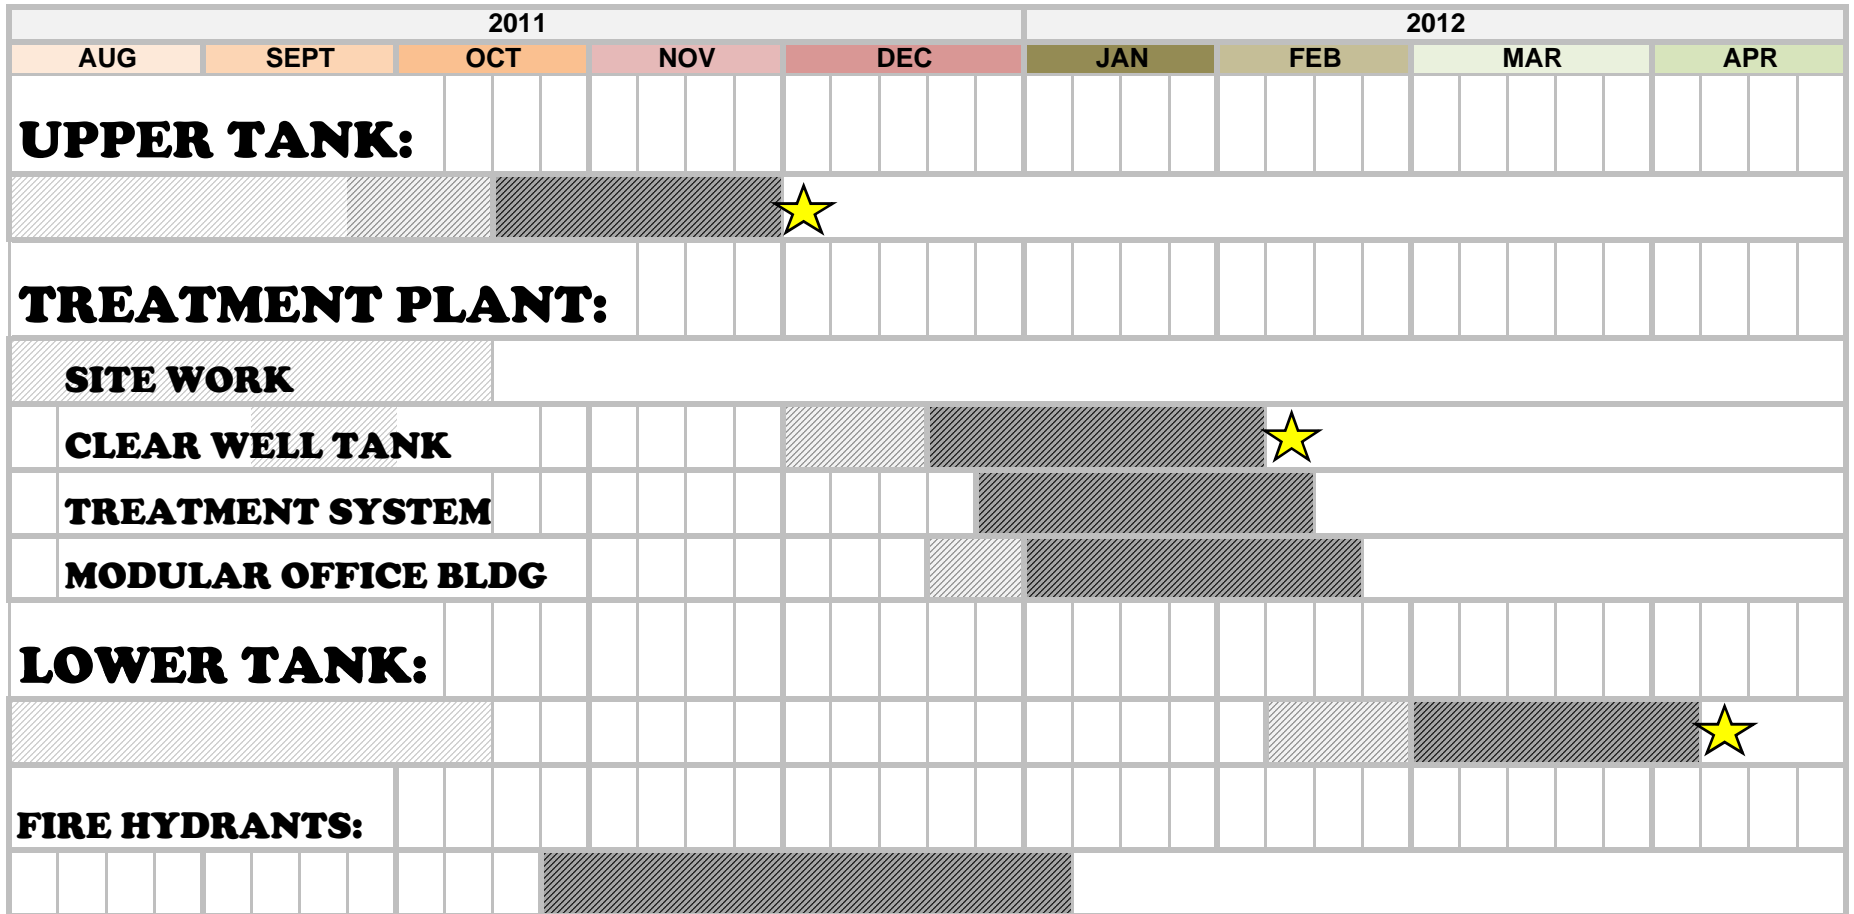 2011 2012
AUG SEPT OCT NOV DEC JAN FEB MAR APR
UPPER TANK:
TREATMENT PLANT:
SITE WORK
CLEAR WELL TANK
TREATMENT SYSTEM
MODULAR OFFICE BLDG
LOWER TANK:
FIRE HYDRANTS: